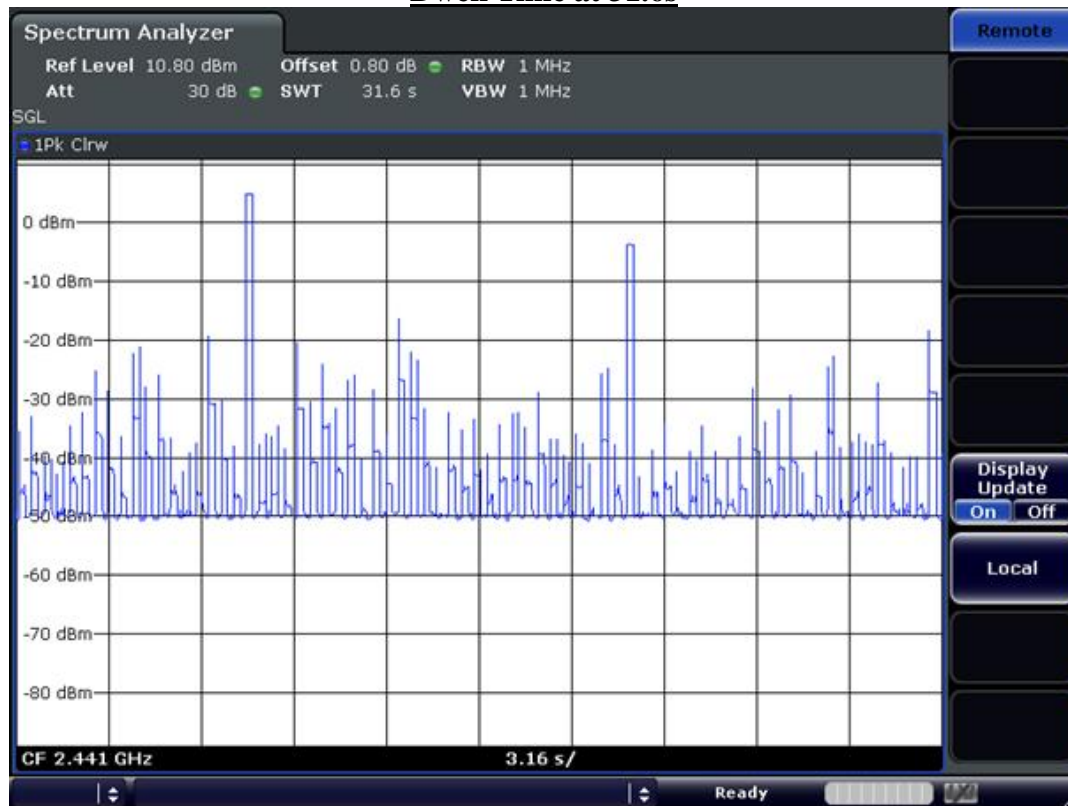 Spectrum Analyzer
Remote
Ref Level 10.80 dBm Offset 0.80 dB RBW 1 MHz
Att 30 dB SWT 31.6 s VBW 1 MHz
SGL
1Pk Clrw
0 dBm
-10 dBm
-20 dBm
-30 dBm
-40 dBm
-50 dBm
-60 dBm
-70 dBm
-80 dBm
Display
Update
On Off
Local
CF 2.441 GHz 3.16 s/
Ready